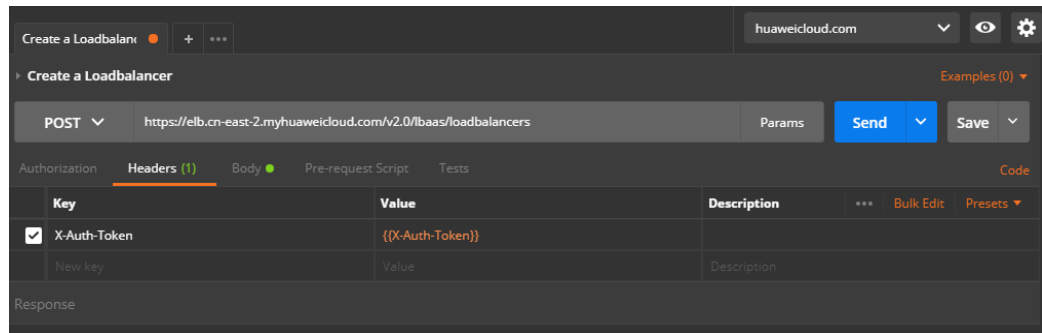 Create a Loadbalanc
+
•••
huaweicloud.com
Create a Loadbalancer
Examples (0)
POST
https://elb.cn-east-2.myhuaweicloud.com/v2.0/lbaas/loadbalancers
Params
Send
Save
Authorization
Headers (1)
Body
Pre-request Script
Tests
Code
Key
Value
Description
•••
Bulk Edit
Presets
X-Auth-Token
{{X-Auth-Token}}
New key
Value
Description
Response